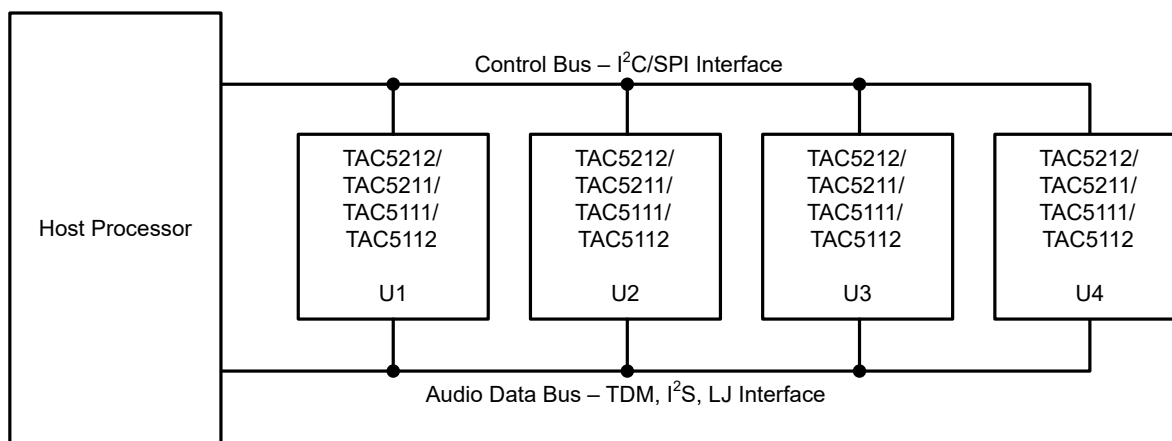 Control Bus – I²C/SPI Interface
Host Processor
TAC5212/
TAC5211/
TAC5111/
TAC5112
U1
TAC5212/
TAC5211/
TAC5111/
TAC5112
U2
TAC5212/
TAC5211/
TAC5111/
TAC5112
U3
TAC5212/
TAC5211/
TAC5111/
TAC5112
U4
Audio Data Bus – TDM, I²S, LJ Interface